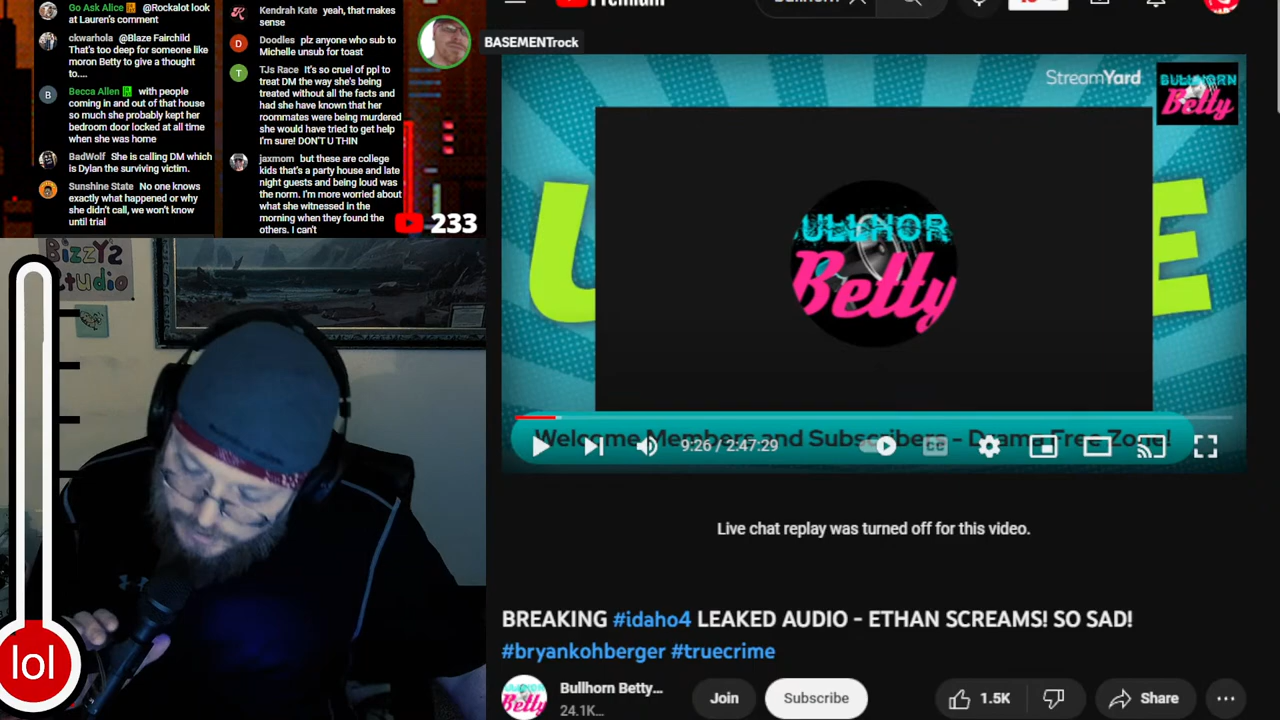 Go Ask Alice @Rockalot look
at Lauren's comment
ckwarhola @Blaze Fairchild
That's too deep for someone like
moron Betty to give a thought
to....
Becca Allen with people
coming in and out of that house
so much she probably kept her
bedroom door locked at all time
when she was home
BadWolf She is calling DM which
is Dylan the surviving victim.
Sunshine State No one knows
exactly what happened or why
she didn't call, we won't know
until trial
Kendrah Kate yeah, that makes
sense
Doodles plz anyone who sub to
Michelle unsub for toast
TJs Race It's so cruel of ppl to
treat DM the way she's being
treated without all the facts and
had she have known that her
roommates were being murdered
she would have tried to get help
I'm sure! DON'T U THIN
jaxmom but these are college
kids that's a party house and late
night guests and being loud was
the norm. I'm more worried about
what she witnessed in the
morning when they found the
others. I can't
233
BASEMENTrock
BizzY'z
Studio
lol
Premium
StreamYard
BULLHORN
Betty
U
E
ULLHOR
Betty
Welcome Members and Subscribers - Drama Free Zone!
9:26 / 2:47:29
CC
Live chat replay was turned off for this video.
BREAKING #idaho4 LEAKED AUDIO - ETHAN SCREAMS! SO SAD!
#bryankohberger #truecrime
Bullhorn Betty...
24.1K...
Join
Subscribe
1.5K
Share